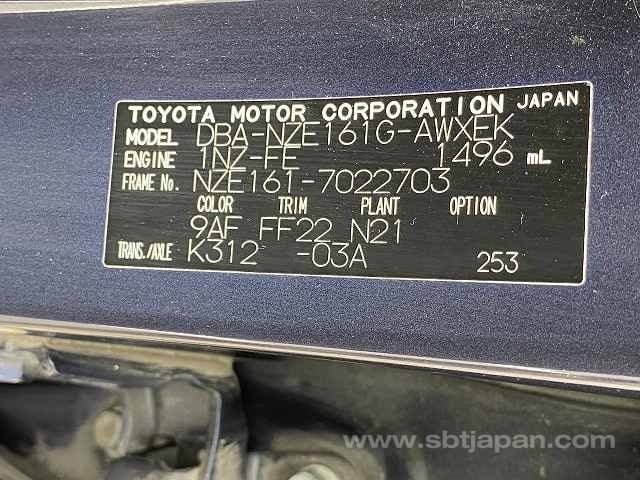 TOYOTA MOTOR CORPORATION JAPAN
MODEL DBA-NZE161G-AWXEK
ENGINE 1NZ-FE 1496 mL
FRAME No. NZE161-7022703
COLOR TRIM PLANT OPTION
9AF FF22 N21
TRANS./AXLE K312 -03A 253
www.sbtjapan.com